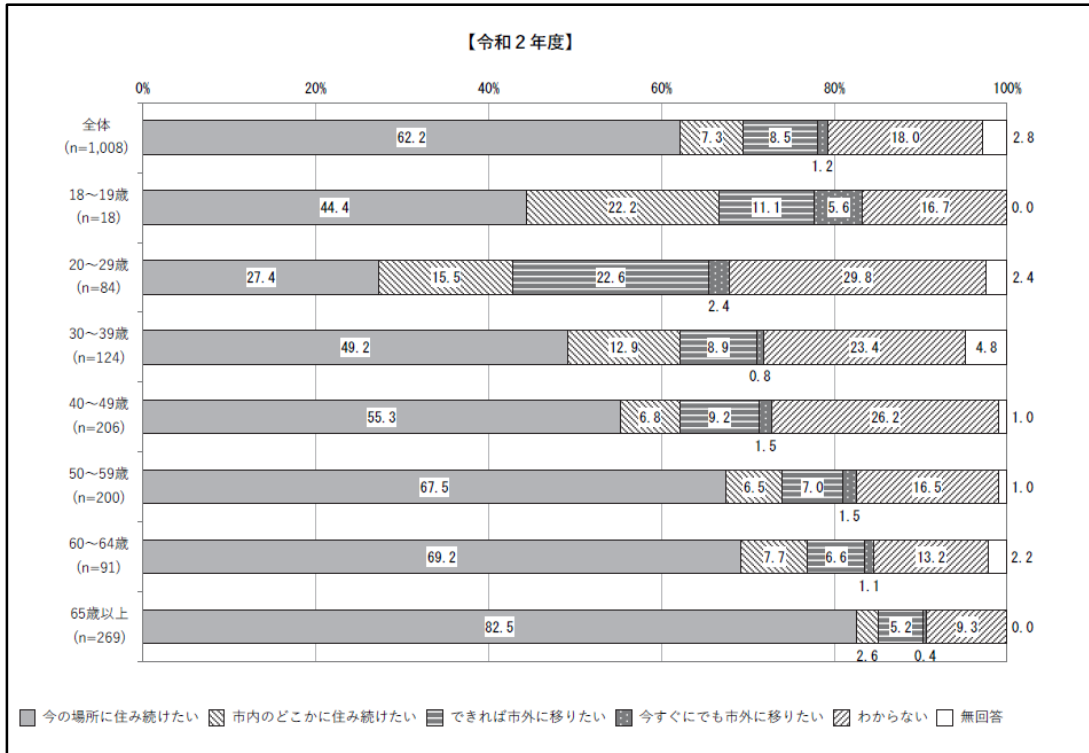 【令和２年度】
0% 20% 40% 60% 80% 100%
全体
(n=1,008)
62.2 7.3 8.5 18.0 2.8
1.2
18～19歳
(n=18)
44.4 22.2 11.1 5.6 16.7 0.0
20～29歳
(n=84)
27.4 15.5 22.6 29.8 2.4
2.4
30～39歳
(n=124)
49.2 12.9 8.9 23.4 4.8
0.8
40～49歳
(n=206)
55.3 6.8 9.2 26.2 1.0
1.5
50～59歳
(n=200)
67.5 6.5 7.0 16.5 1.0
1.5
60～64歳
(n=91)
69.2 7.7 6.6 13.2 2.2
1.1
65歳以上
(n=269)
82.5 5.2 9.3 0.0
2.6 0.4
今の場所に住み続けたい 市内のどこかに住み続けたい できれば市外に移りたい 今すぐにでも市外に移りたい わからない 無回答